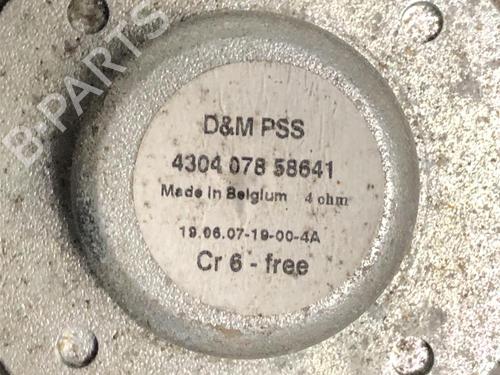 D&M PSS
4304 078 58641
Made in Belgium 4 ohm
19.06.07-19-00-4A
Cr 6 - free
B-PARTS